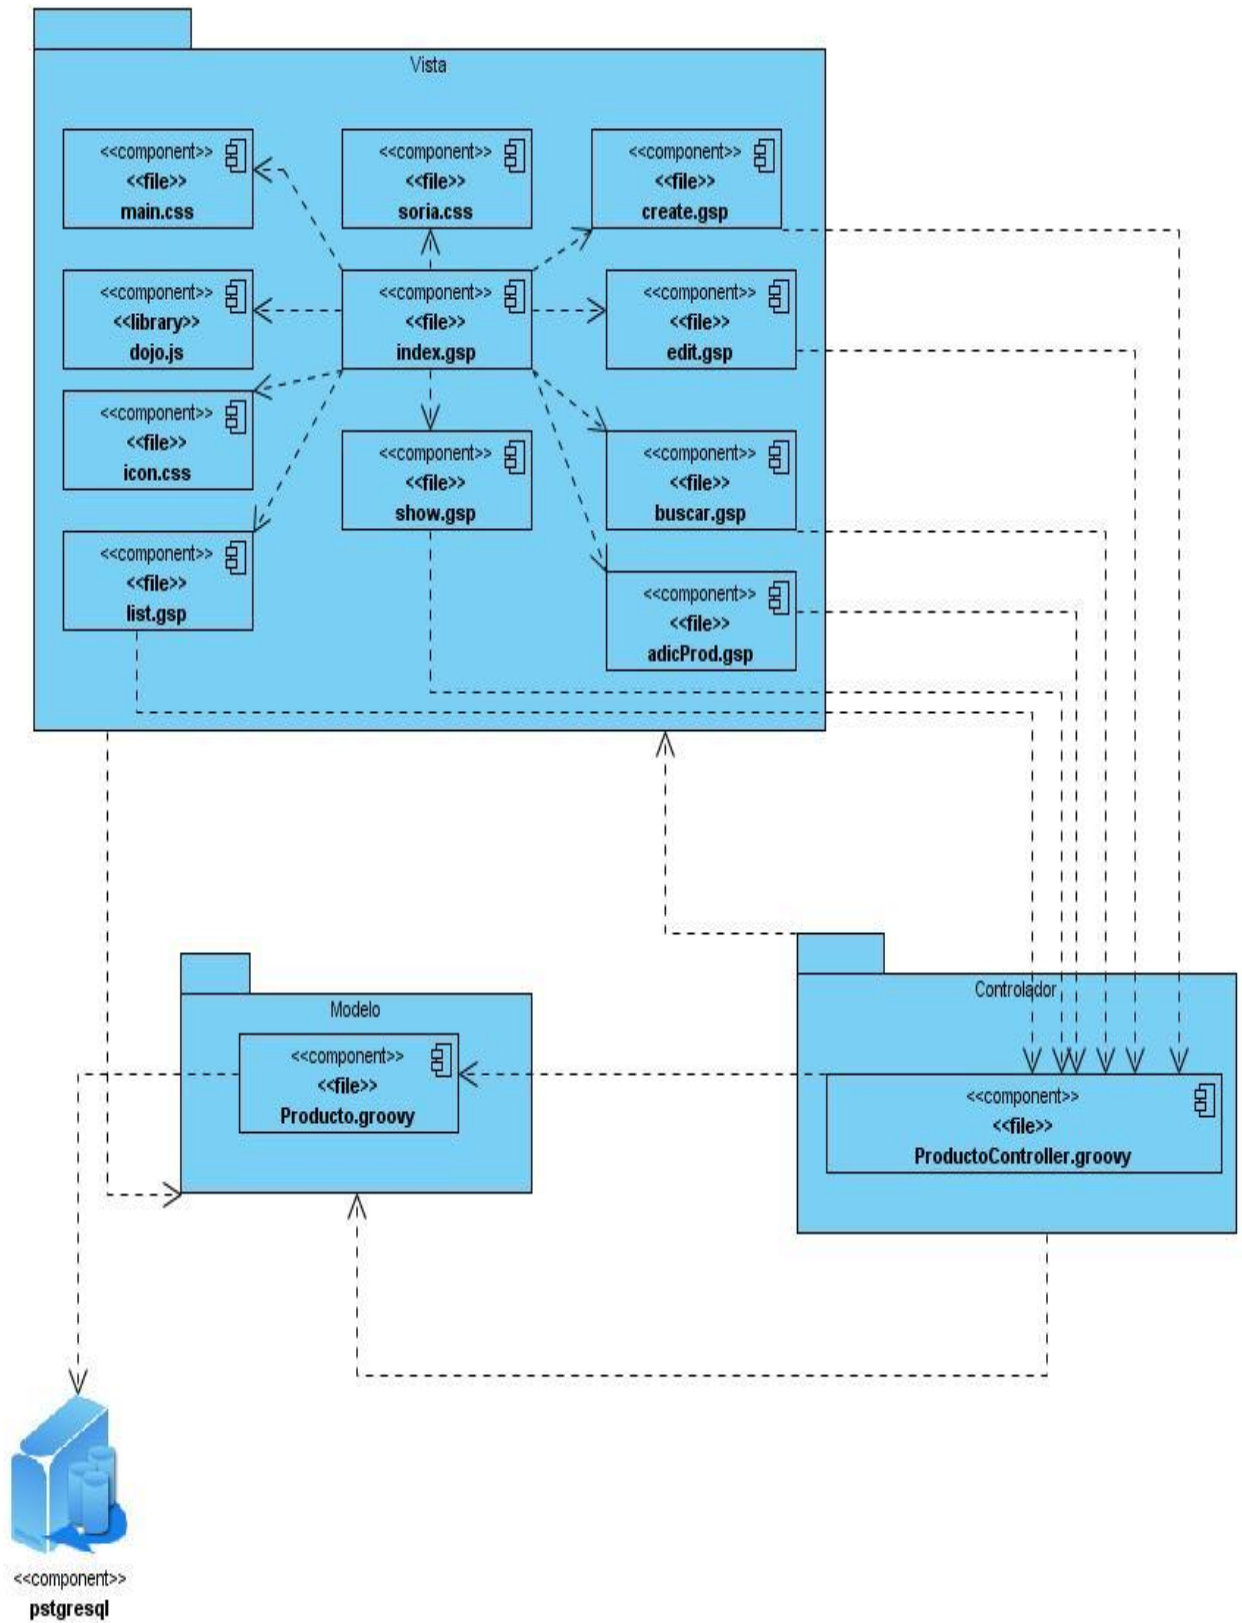 Vista
<<component>>
<<file>>
main.css
<<component>>
<<file>>
soria.css
<<component>>
<<file>>
create.gsp
<<component>>
<<library>>
dojo.js
<<component>>
<<file>>
index.gsp
<<component>>
<<file>>
edit.gsp
<<component>>
<<file>>
icon.css
<<component>>
<<file>>
show.gsp
<<component>>
<<file>>
buscar.gsp
<<component>>
<<file>>
list.gsp
<<component>>
<<file>>
adicProd.gsp
Modelo
<<component>>
<<file>>
Producto.groovy
Controlador
<<component>>
<<file>>
ProductoController.groovy
<<component>>
pstgresql